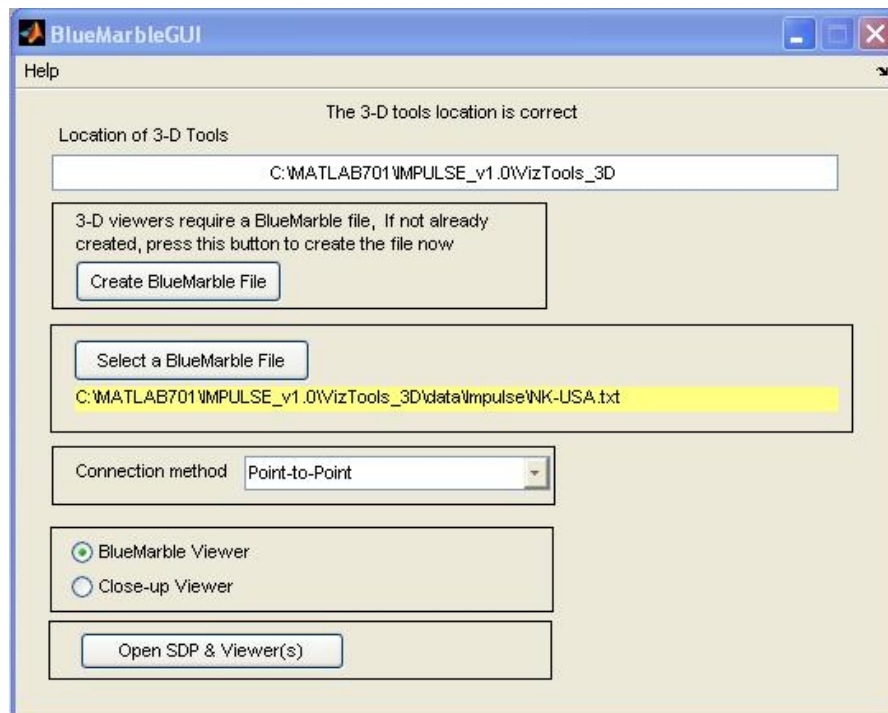 BlueMarbleGUI
Help
The 3-D tools location is correct
Location of 3-D Tools
C:\MATLAB701\IMPULSE_v1.0\VizTools_3D
3-D viewers require a BlueMarble file, If not already
created, press this button to create the file now
Create BlueMarble File
Select a BlueMarble File
C:\MATLAB701\IMPULSE_v1.0\VizTools_3D\data\Impulse\NK-USA.txt
Connection method
Point-to-Point
BlueMarble Viewer
Close-up Viewer
Open SDP & Viewer(s)